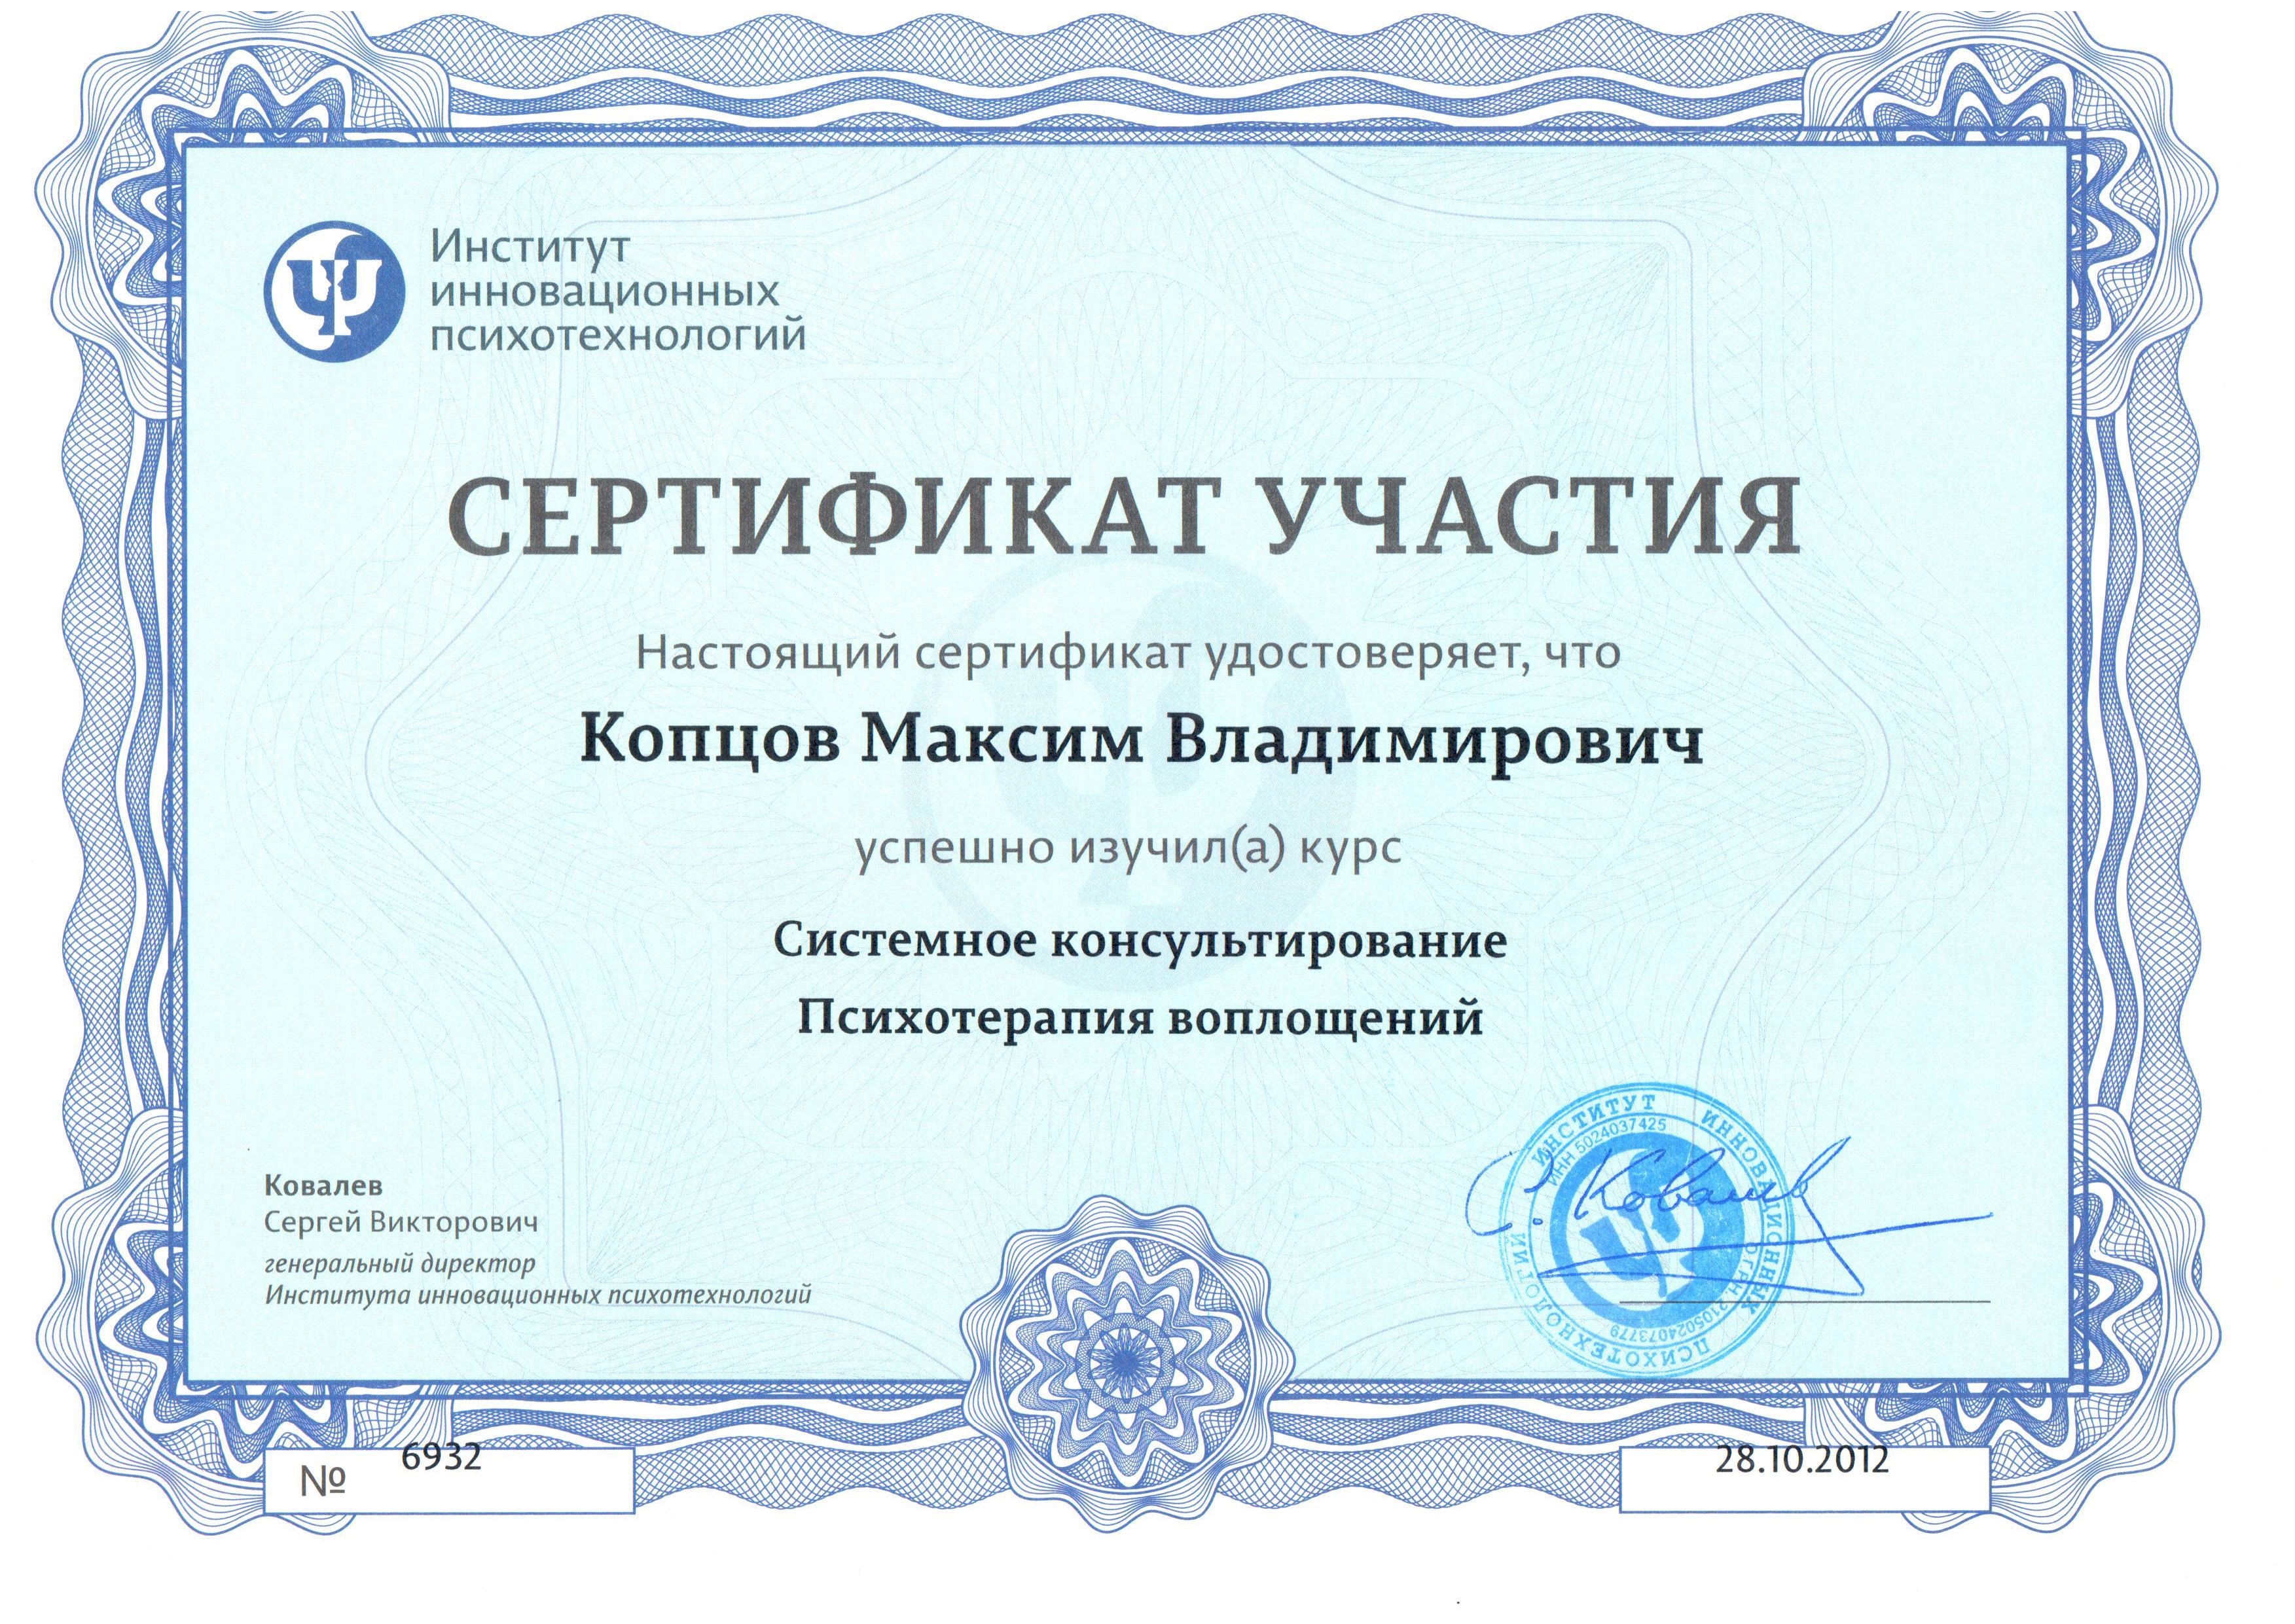 Институт
инновационных
психотехнологий
СЕРТИФИКАТ УЧАСТИЯ
Настоящий сертификат удостоверяет, что
Копцов Максим Владимирович
успешно изучил(а) курс
Системное консультирование
Психотерапия воплощений
Ковалев
Сергей Викторович
генеральный директор
Института инновационных психотехнологий
ИНСТИТУТ ИННОВАЦИОННЫХ ПСИХОТЕХНОЛОГИЙ
ИНН 5024037425
С. Ковалев
№ 6932
28.10.2012